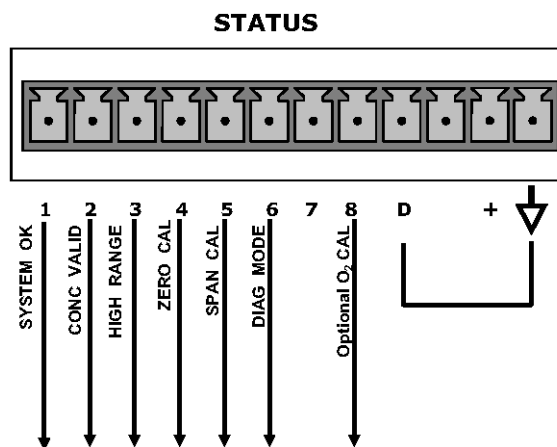 STATUS
1 2 3 4 5 6 7 8 D +
SYSTEM OK
CONC VALID
HIGH RANGE
ZERO CAL
SPAN CAL
DIAG MODE
Optional O₂ CAL